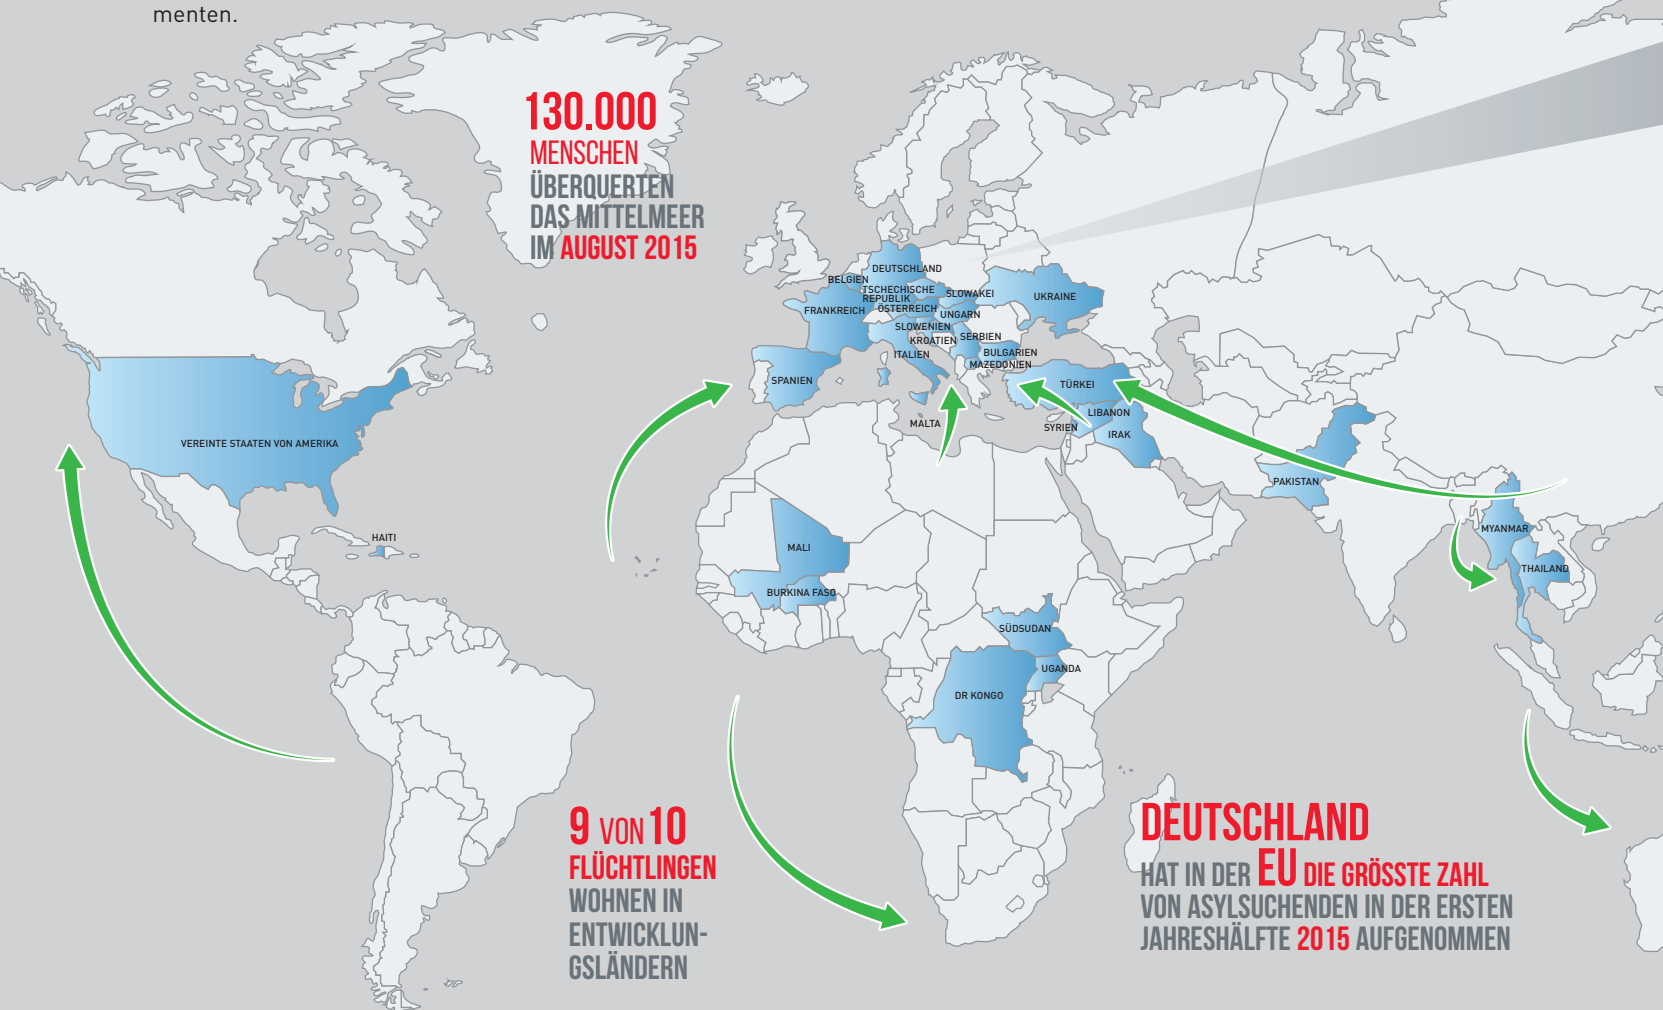 menten.
130.000
MENSCHEN
ÜBERQUERTEN
DAS MITTELMEER
IM AUGUST 2015
DEUTSCHLAND
BELGIEN
TSCHECHISCHE
REPUBLIK
SLOWAKEI
UKRAINE
FRANKREICH
ÖSTERREICH
UNGARN
SLOWENIEN
KROATIEN
SERBIEN
ITALIEN
BULGARIEN
MAZEDONIEN
SPANIEN
TÜRKEI
MALTA
LIBANON
SYRIEN
IRAK
VEREINTE STAATEN VON AMERIKA
PAKISTAN
HAITI
MYANMAR
MALI
THAILAND
BURKINA FASO
SÜDSUDAN
UGANDA
DR KONGO
9 VON 10
FLÜCHTLINGEN
WOHNEN IN
ENTWICKLUN-
GSLÄNDERN
DEUTSCHLAND
HAT IN DER EU DIE GRÖSSTE ZAHL
VON ASYLSUCHENDEN IN DER ERSTEN
JAHRESHÄLFTE 2015 AUFGENOMMEN